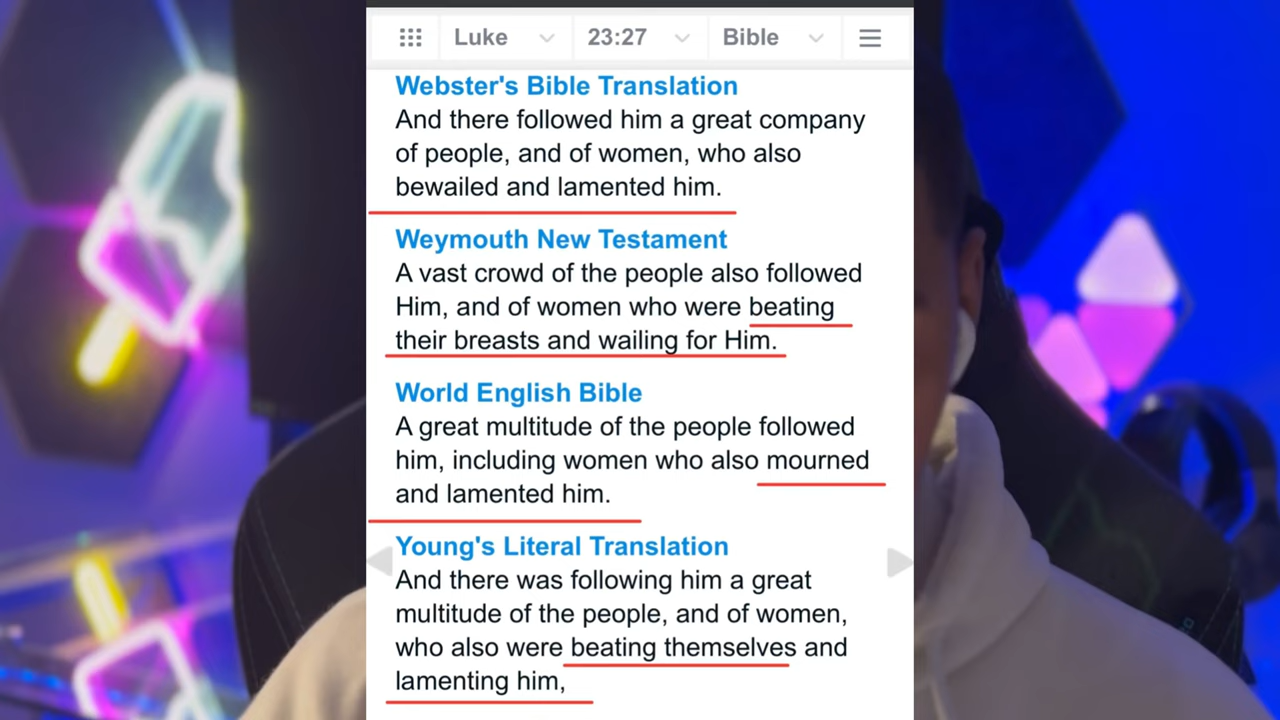 Luke 23:27 Bible
Webster's Bible Translation
And there followed him a great company
of people, and of women, who also
bewailed and lamented him.
Weymouth New Testament
A vast crowd of the people also followed
Him, and of women who were beating
their breasts and wailing for Him.
World English Bible
A great multitude of the people followed
him, including women who also mourned
and lamented him.
Young's Literal Translation
And there was following him a great
multitude of the people, and of women,
who also were beating themselves and
lamenting him,